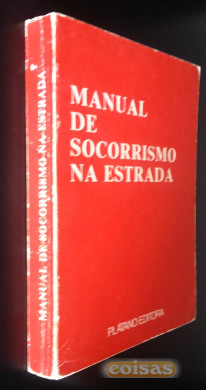 MANUAL DE SOCORRISMO NA ESTRADA
MANUAL
DE
SOCORRISMO
NA ESTRADA
PLÁTANO EDITORA
coisas